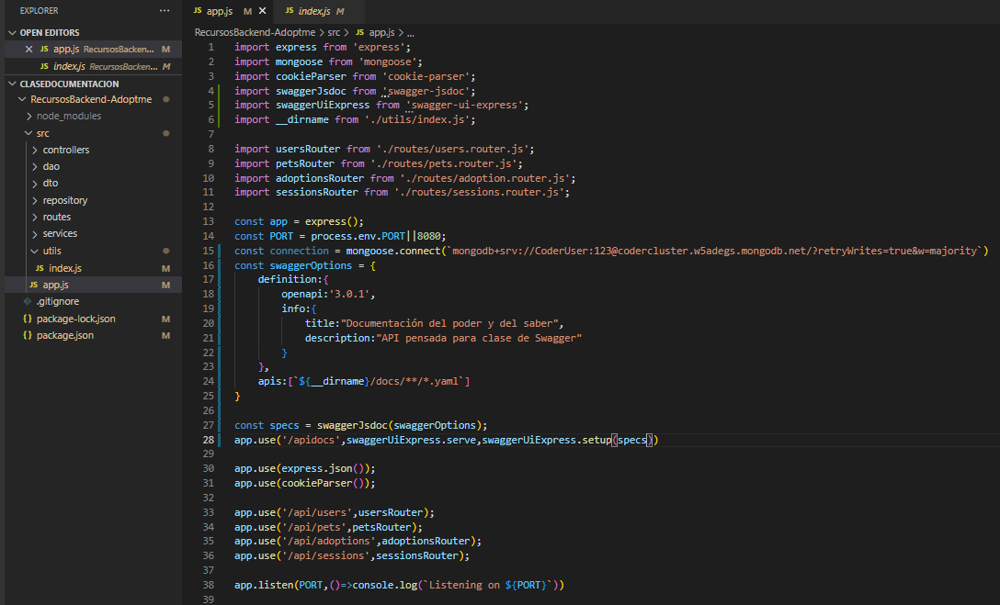 EXPLORER ...
OPEN EDITORS
JS app.js RecursosBacken... M
JS index.js RecursosBacken... M
CLASEDOCUMENTACION
RecursosBackend-Adoptme
node_modules
src
controllers
dao
dto
repository
routes
services
utils
JS index.js M
JS app.js M
.gitignore
{} package-lock.json M
{} package.json M
JS app.js M
JS index.js M
RecursosBackend-Adoptme > src > JS app.js > ...
1 import express from 'express';
2 import mongoose from 'mongoose';
3 import cookieParser from 'cookie-parser';
4 import swaggerJsdoc from 'swagger-jsdoc';
5 import swaggerUiExpress from 'swagger-ui-express';
6 import __dirname from './utils/index.js';
7
8 import usersRouter from './routes/users.router.js';
9 import petsRouter from './routes/pets.router.js';
10 import adoptionsRouter from './routes/adoption.router.js';
11 import sessionsRouter from './routes/sessions.router.js';
12
13 const app = express();
14 const PORT = process.env.PORT||8080;
15 const connection = mongoose.connect(`mongodb+srv://CoderUser:123@codercluster.w5adegs.mongodb.net/?retryWrites=true&w=majority`)
16 const swaggerOptions = {
17 definition:{
18 openapi:'3.0.1',
19 info:{
20 title:"Documentación del poder y del saber",
21 description:"API pensada para clase de Swagger"
22 }
23 },
24 apis:[`${__dirname}/docs/**/*.yaml`]
25 }
26
27 const specs = swaggerJsdoc(swaggerOptions);
28 app.use('/apidocs',swaggerUiExpress.serve,swaggerUiExpress.setup(specs))
29
30 app.use(express.json());
31 app.use(cookieParser());
32
33 app.use('/api/users',usersRouter);
34 app.use('/api/pets',petsRouter);
35 app.use('/api/adoptions',adoptionsRouter);
36 app.use('/api/sessions',sessionsRouter);
37
38 app.listen(PORT,()=>console.log(`Listening on ${PORT}`))
39